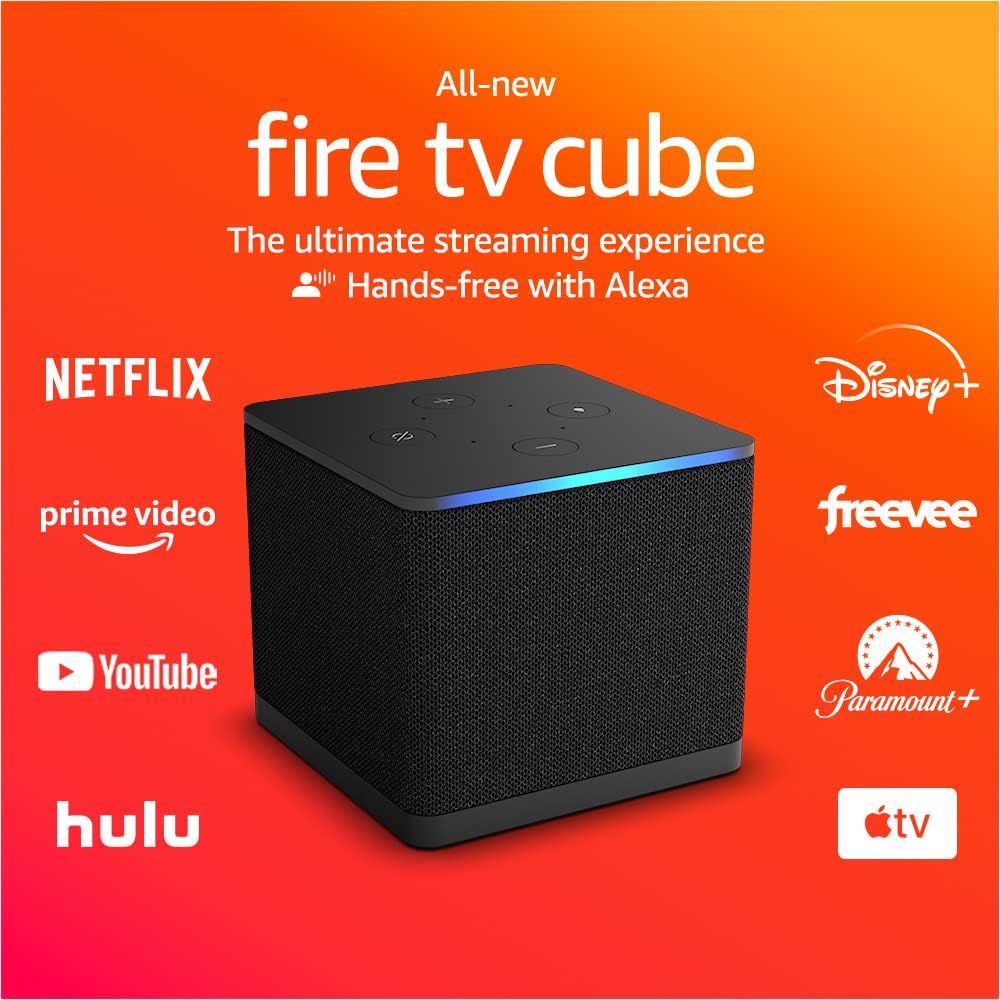 All-new
fire tv cube
The ultimate streaming experience
Hands-free with Alexa
NETFLIX
Disney+
prime video
freevee
YouTube
Paramount+
hulu
tv